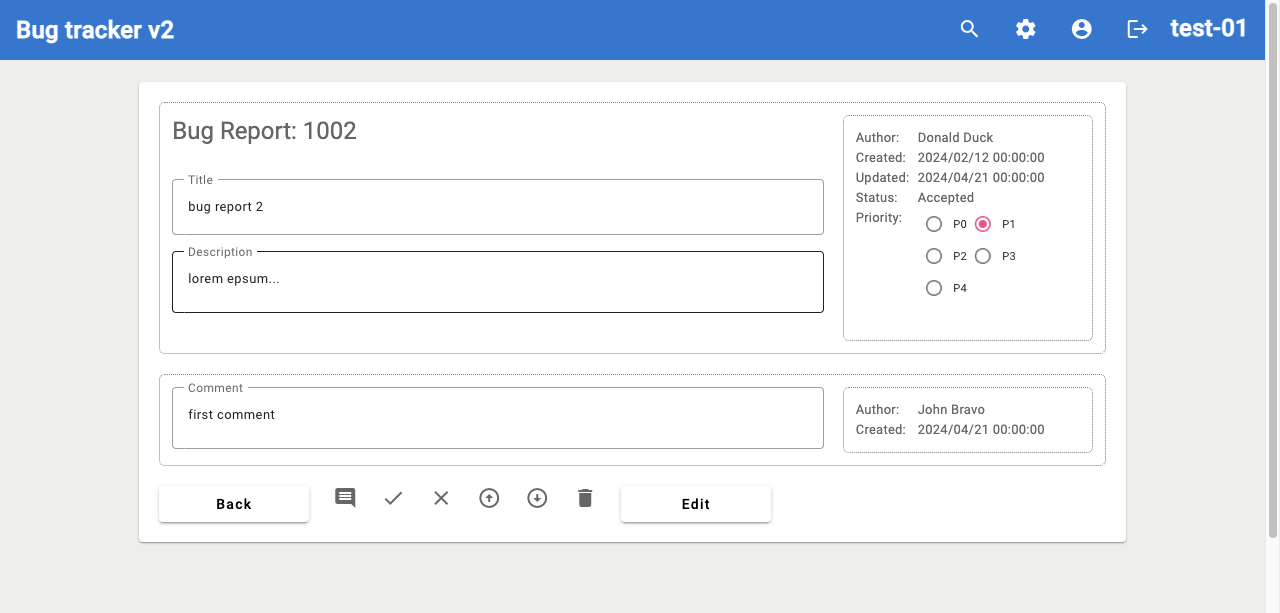 Bug tracker v2
test-01
Bug Report: 1002
Title
bug report 2
Description
lorem epsum...
Author: Donald Duck
Created: 2024/02/12 00:00:00
Updated: 2024/04/21 00:00:00
Status: Accepted
Priority:
P0 P1
P2 P3
P4
Comment
first comment
Author: John Bravo
Created: 2024/04/21 00:00:00
Back
Edit